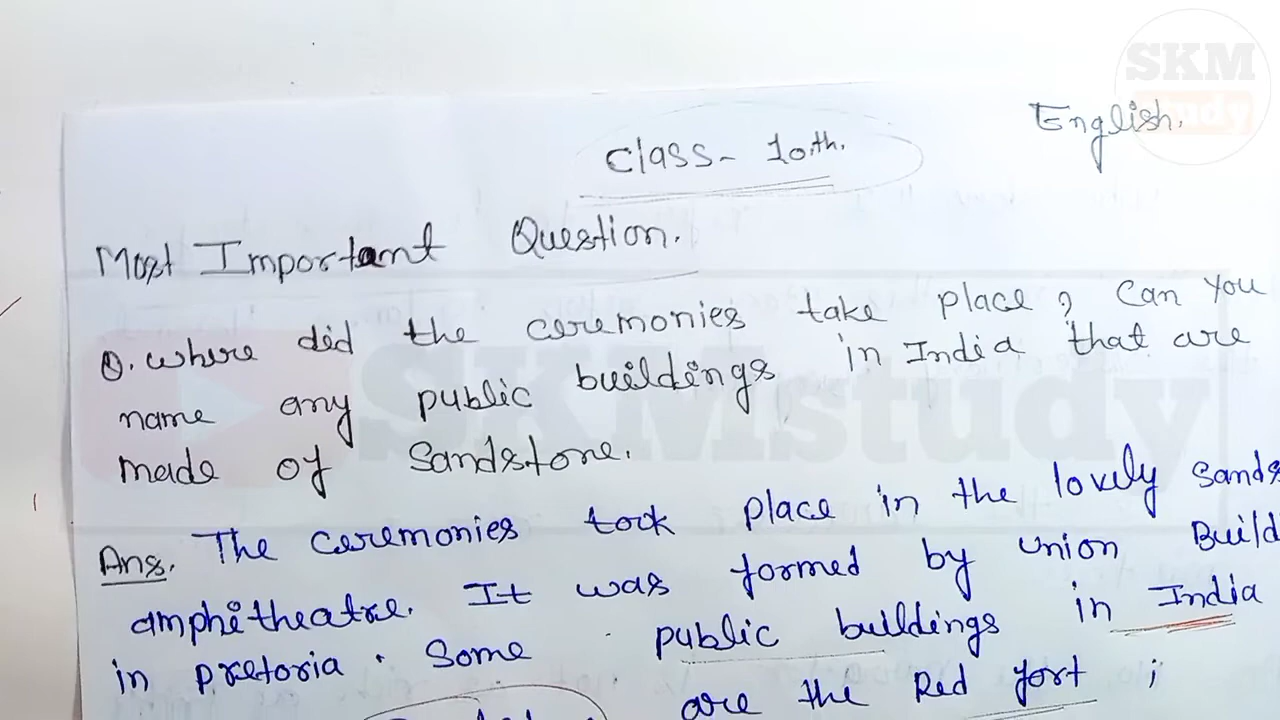 SKM
Study
English.
Class- 10th.
Most Important Question.
Q. where did the ceremonies take place? Can You
name any public buildings in India that are
made of Sandstone.
Ans. The ceremonies took place in the lovely Sands
amphitheatre. It was formed by Union Build
in pretoria. Some public buildings in India
are the Red fort ;
SKMstudy